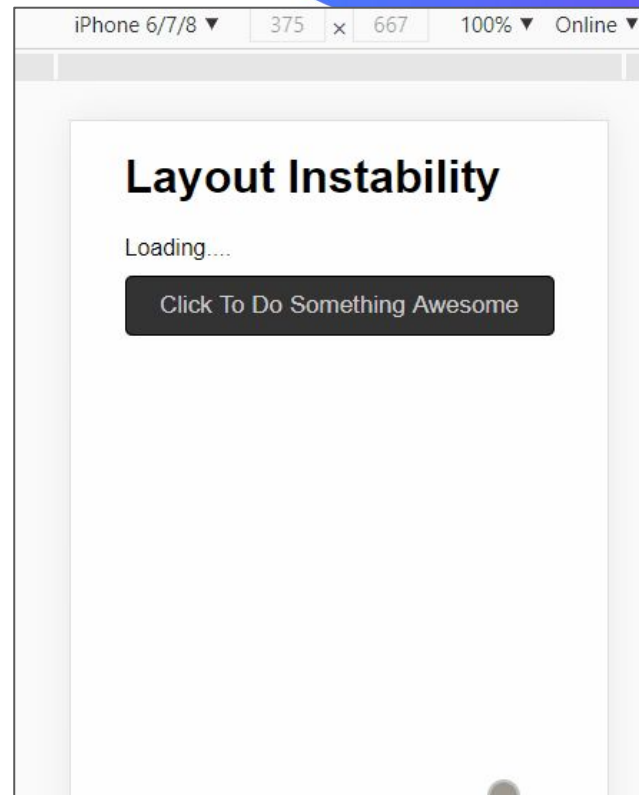 iPhone 6/7/8 ▼ 375 × 667 100% ▼ Online ▼
Layout Instability
Loading....
Click To Do Something Awesome